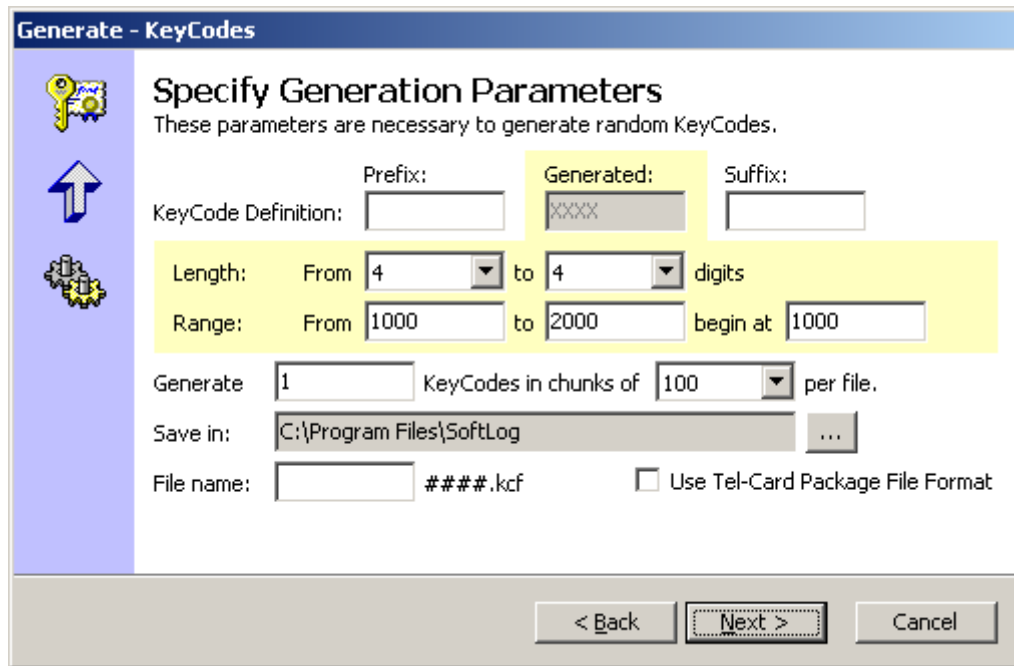 Generate - KeyCodes
Specify Generation Parameters
These parameters are necessary to generate random KeyCodes.
Prefix: Generated: Suffix:
KeyCode Definition: XXXX
Length: From 4 to 4 digits
Range: From 1000 to 2000 begin at 1000
Generate 1 KeyCodes in chunks of 100 per file.
Save in: C:\Program Files\SoftLog ...
File name: ####.kcf Use Tel-Card Package File Format
< Back Next > Cancel